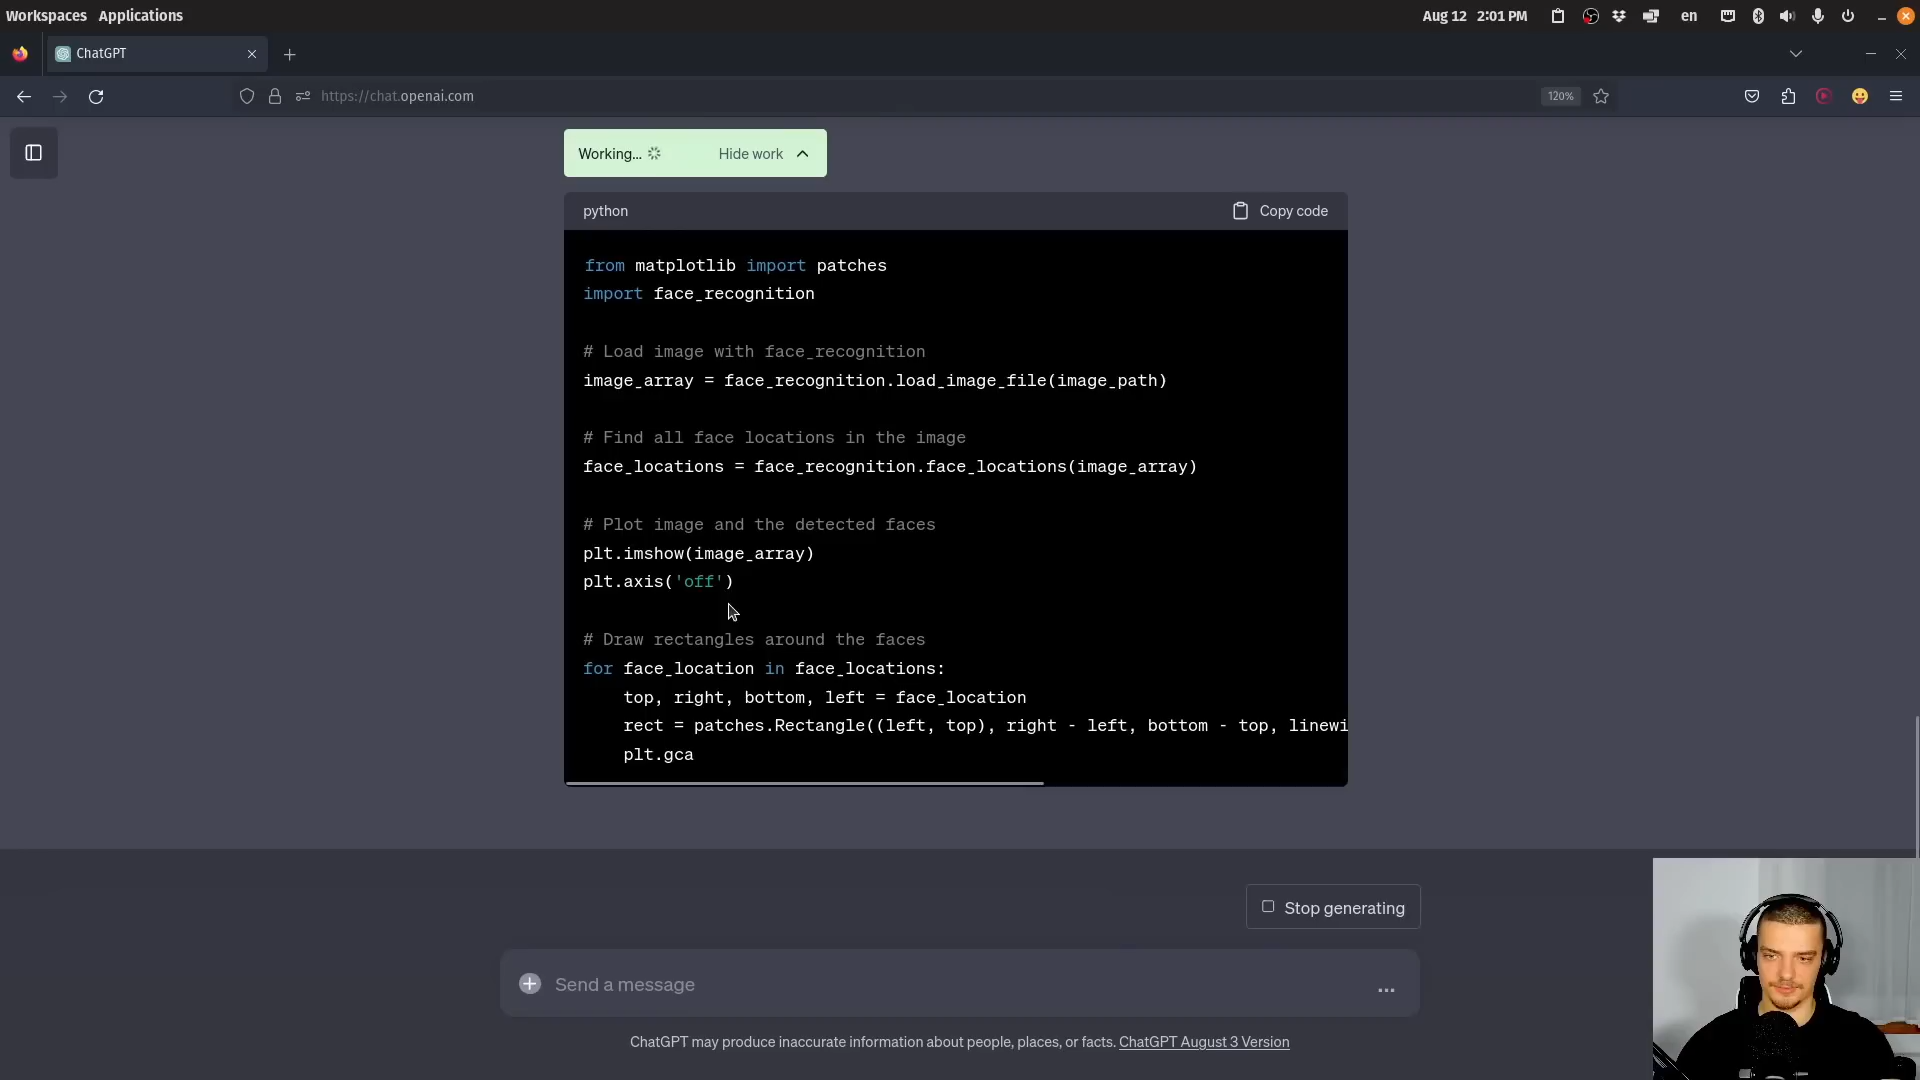 Workspaces Applications
Aug 12 2:01 PM
en
ChatGPT
https://chat.openai.com
120%
Working...
Hide work
python
Copy code
from matplotlib import patches
import face_recognition
# Load image with face_recognition
image_array = face_recognition.load_image_file(image_path)
# Find all face locations in the image
face_locations = face_recognition.face_locations(image_array)
# Plot image and the detected faces
plt.imshow(image_array)
plt.axis('off')
# Draw rectangles around the faces
for face_location in face_locations:
    top, right, bottom, left = face_location
    rect = patches.Rectangle((left, top), right - left, bottom - top, linewi
    plt.gca
Stop generating
Send a message
...
ChatGPT may produce inaccurate information about people, places, or facts. ChatGPT August 3 Version